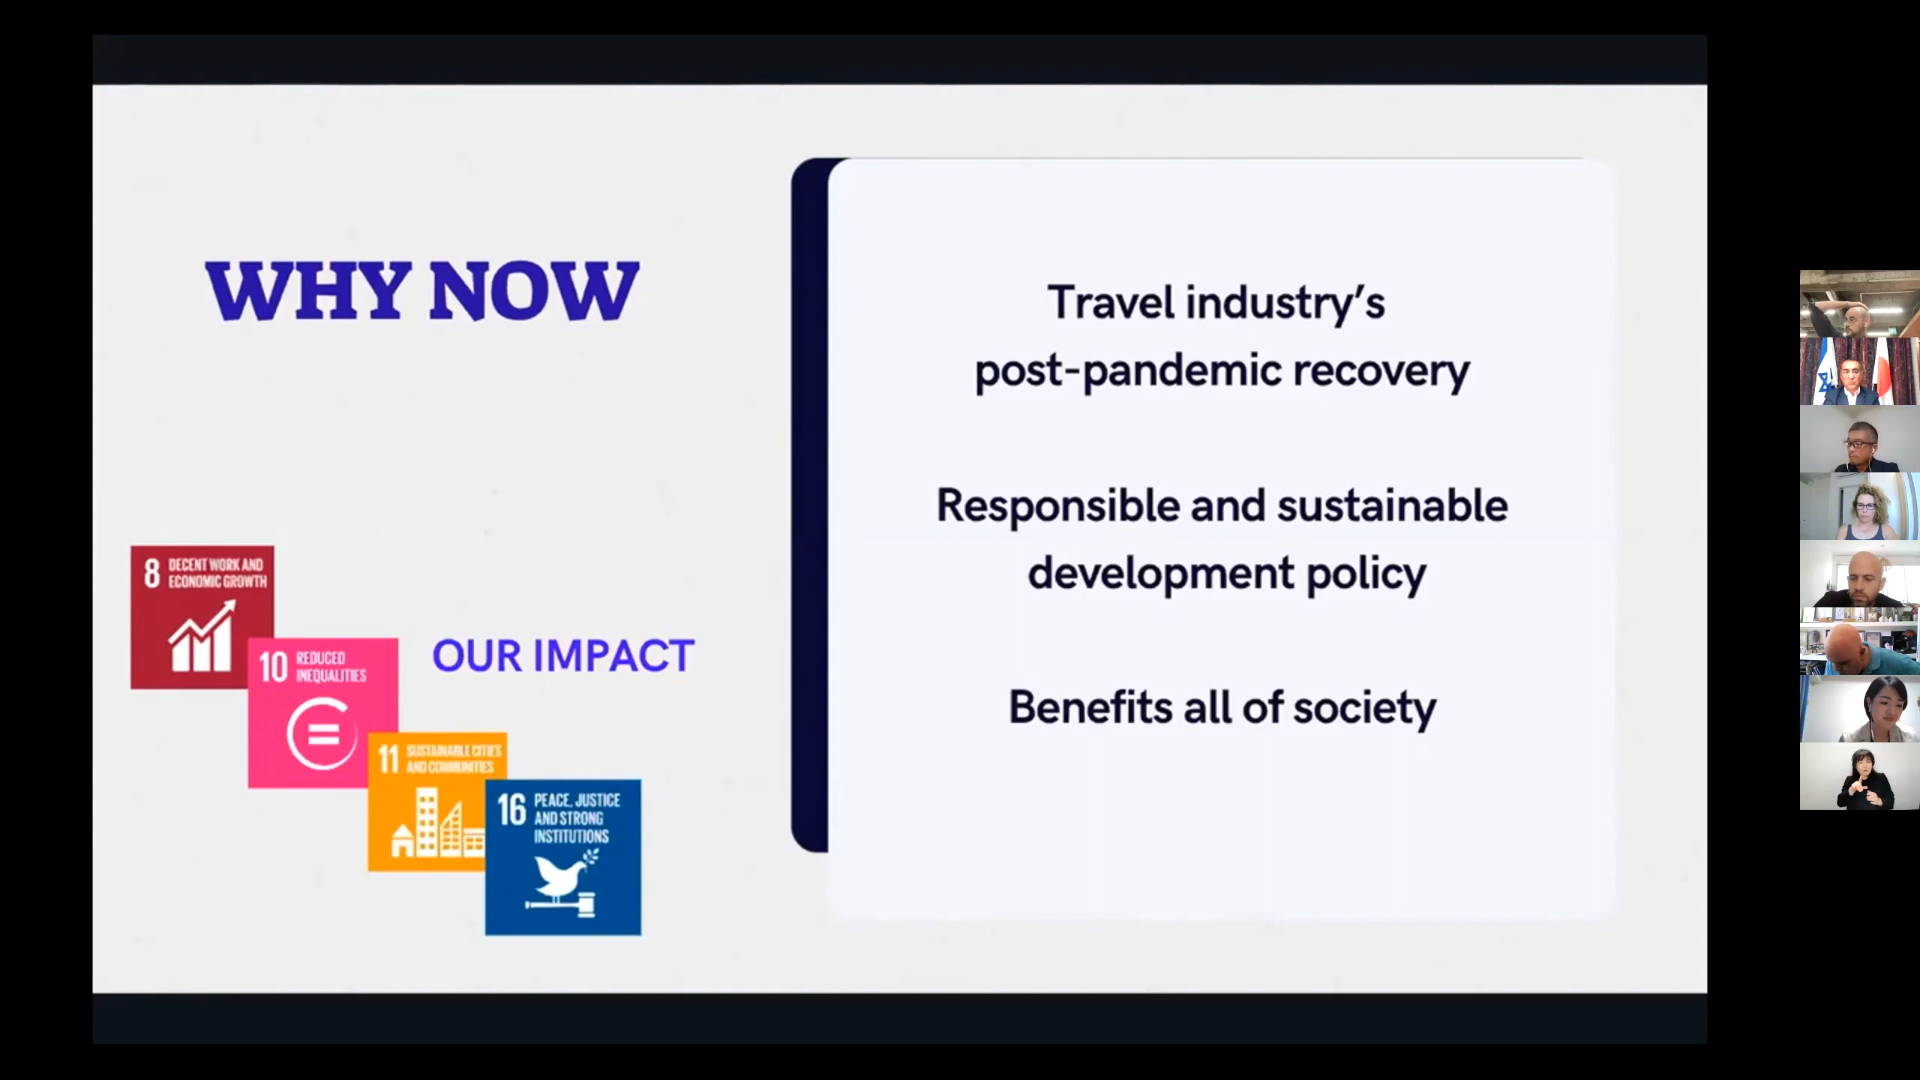 WHY NOW
8 DECENT WORK AND
ECONOMIC GROWTH
10 REDUCED
INEQUALITIES
OUR IMPACT
11 SUSTAINABLE CITIES
AND COMMUNITIES
16 PEACE, JUSTICE
AND STRONG
INSTITUTIONS
Travel industry’s
post-pandemic recovery
Responsible and sustainable
development policy
Benefits all of society